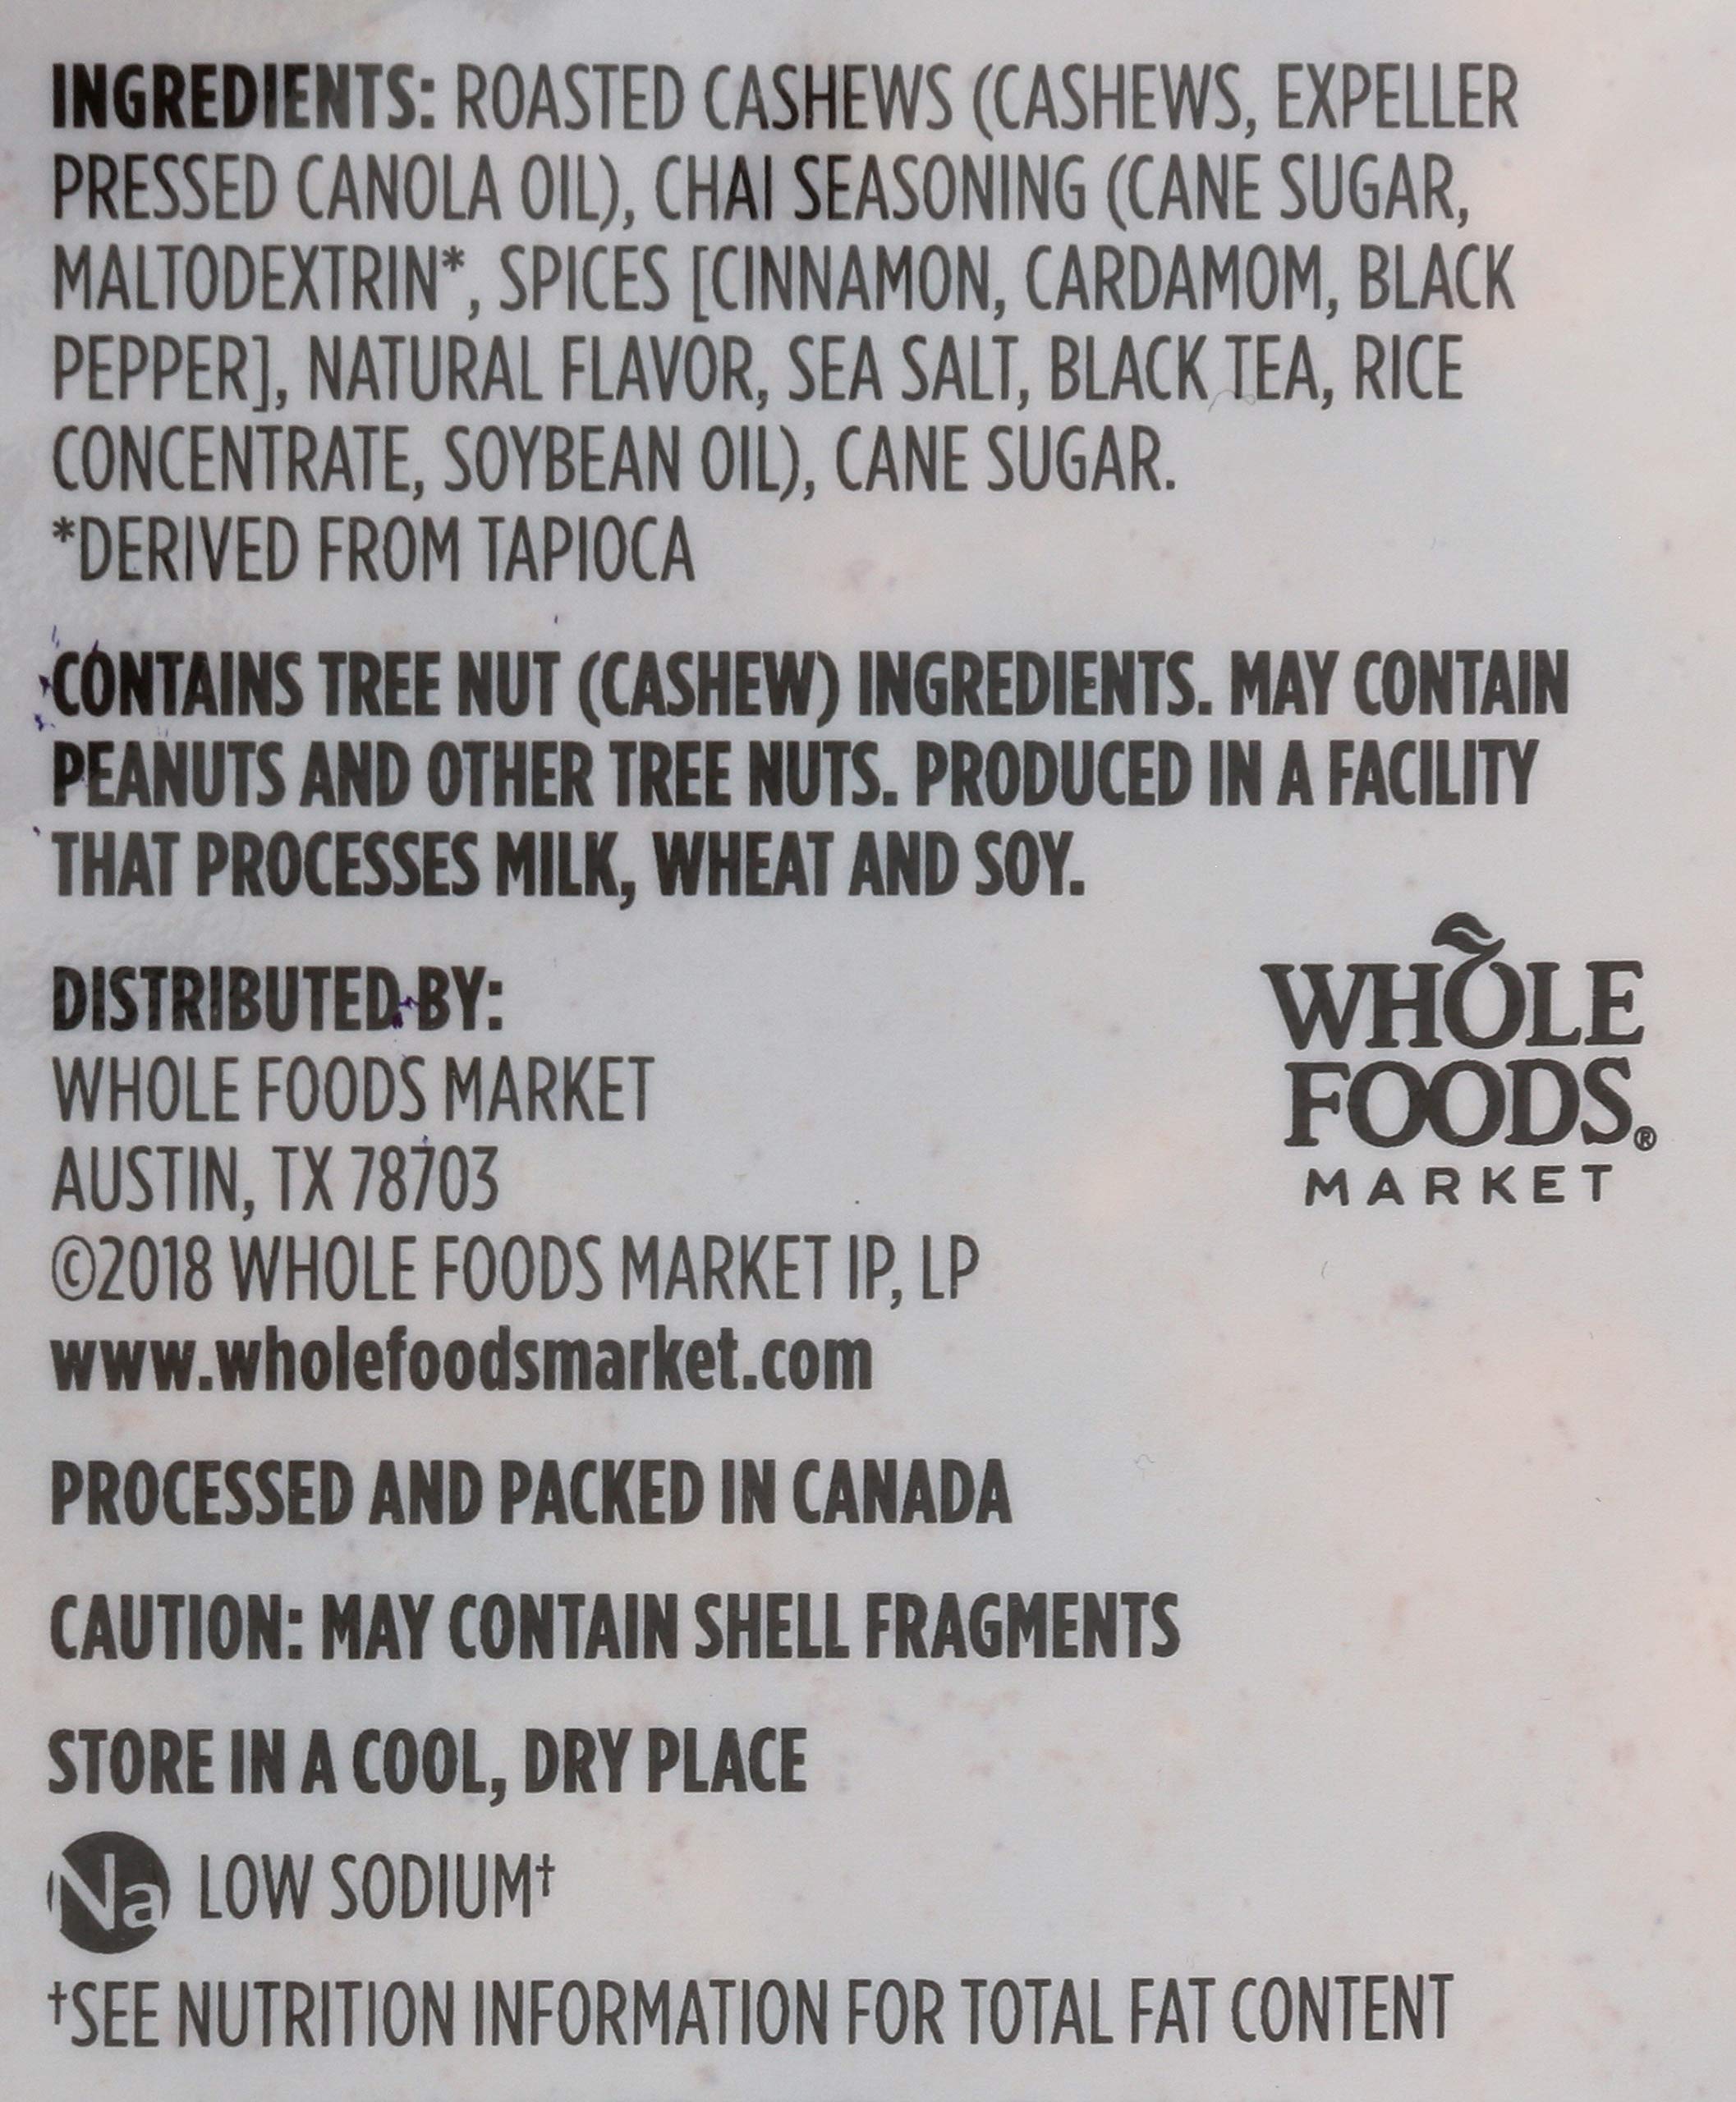 INGREDIENTS: ROASTED CASHEWS (CASHEWS, EXPELLER
PRESSED CANOLA OIL), CHAI SEASONING (CANE SUGAR,
MALTODEXTRIN*, SPICES [CINNAMON, CARDAMOM, BLACK
PEPPER], NATURAL FLAVOR, SEA SALT, BLACK TEA, RICE
CONCENTRATE, SOYBEAN OIL), CANE SUGAR.
*DERIVED FROM TAPIOCA
CONTAINS TREE NUT (CASHEW) INGREDIENTS. MAY CONTAIN
PEANUTS AND OTHER TREE NUTS. PRODUCED IN A FACILITY
THAT PROCESSES MILK, WHEAT AND SOY.
DISTRIBUTED BY:
WHOLE FOODS MARKET
AUSTIN, TX 78703
©2018 WHOLE FOODS MARKET IP, LP
www.wholefoodsmarket.com
WHOLE
FOODS®
MARKET
PROCESSED AND PACKED IN CANADA
CAUTION: MAY CONTAIN SHELL FRAGMENTS
STORE IN A COOL, DRY PLACE
Na LOW SODIUM†
†SEE NUTRITION INFORMATION FOR TOTAL FAT CONTENT